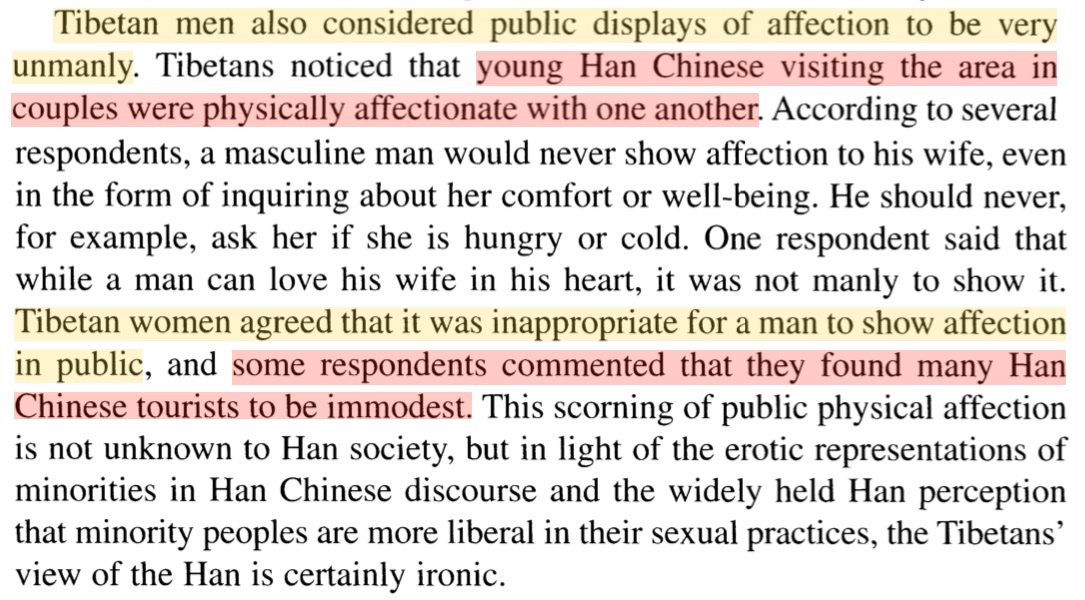 Tibetan men also considered public displays of affection to be very
unmanly. Tibetans noticed that young Han Chinese visiting the area in
couples were physically affectionate with one another. According to several
respondents, a masculine man would never show affection to his wife, even
in the form of inquiring about her comfort or well-being. He should never,
for example, ask her if she is hungry or cold. One respondent said that
while a man can love his wife in his heart, it was not manly to show it.
Tibetan women agreed that it was inappropriate for a man to show affection
in public, and some respondents commented that they found many Han
Chinese tourists to be immodest. This scorning of public physical affection
is not unknown to Han society, but in light of the erotic representations of
minorities in Han Chinese discourse and the widely held Han perception
that minority peoples are more liberal in their sexual practices, the Tibetans’
view of the Han is certainly ironic.